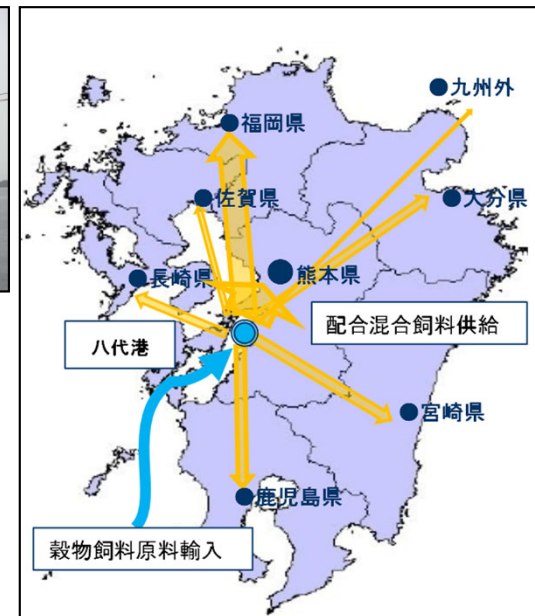 九州外
福岡県
佐賀県
大分県
長崎県
熊本県
配合混合飼料供給
八代港
宮崎県
鹿児島県
穀物飼料原料輸入